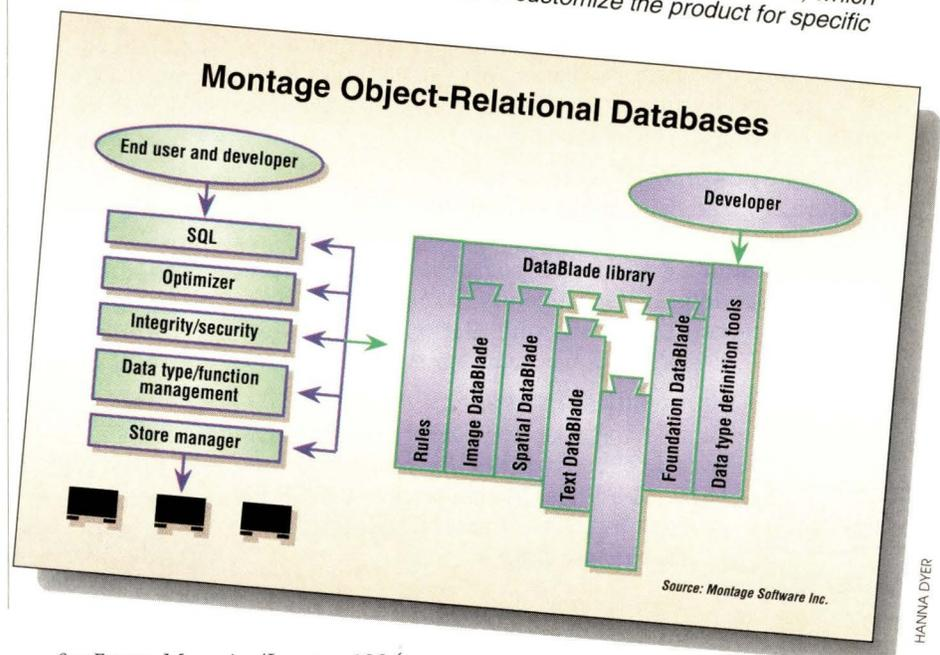 customize the product for specific
Montage Object-Relational Databases
End user and developer
SQL
Optimizer
Integrity/security
Data type/function
management
Store manager
Developer
DataBlade library
Rules
Image DataBlade
Spatial DataBlade
Text DataBlade
Foundation DataBlade
Data type definition tools
Source: Montage Software Inc.
HANNA DYER